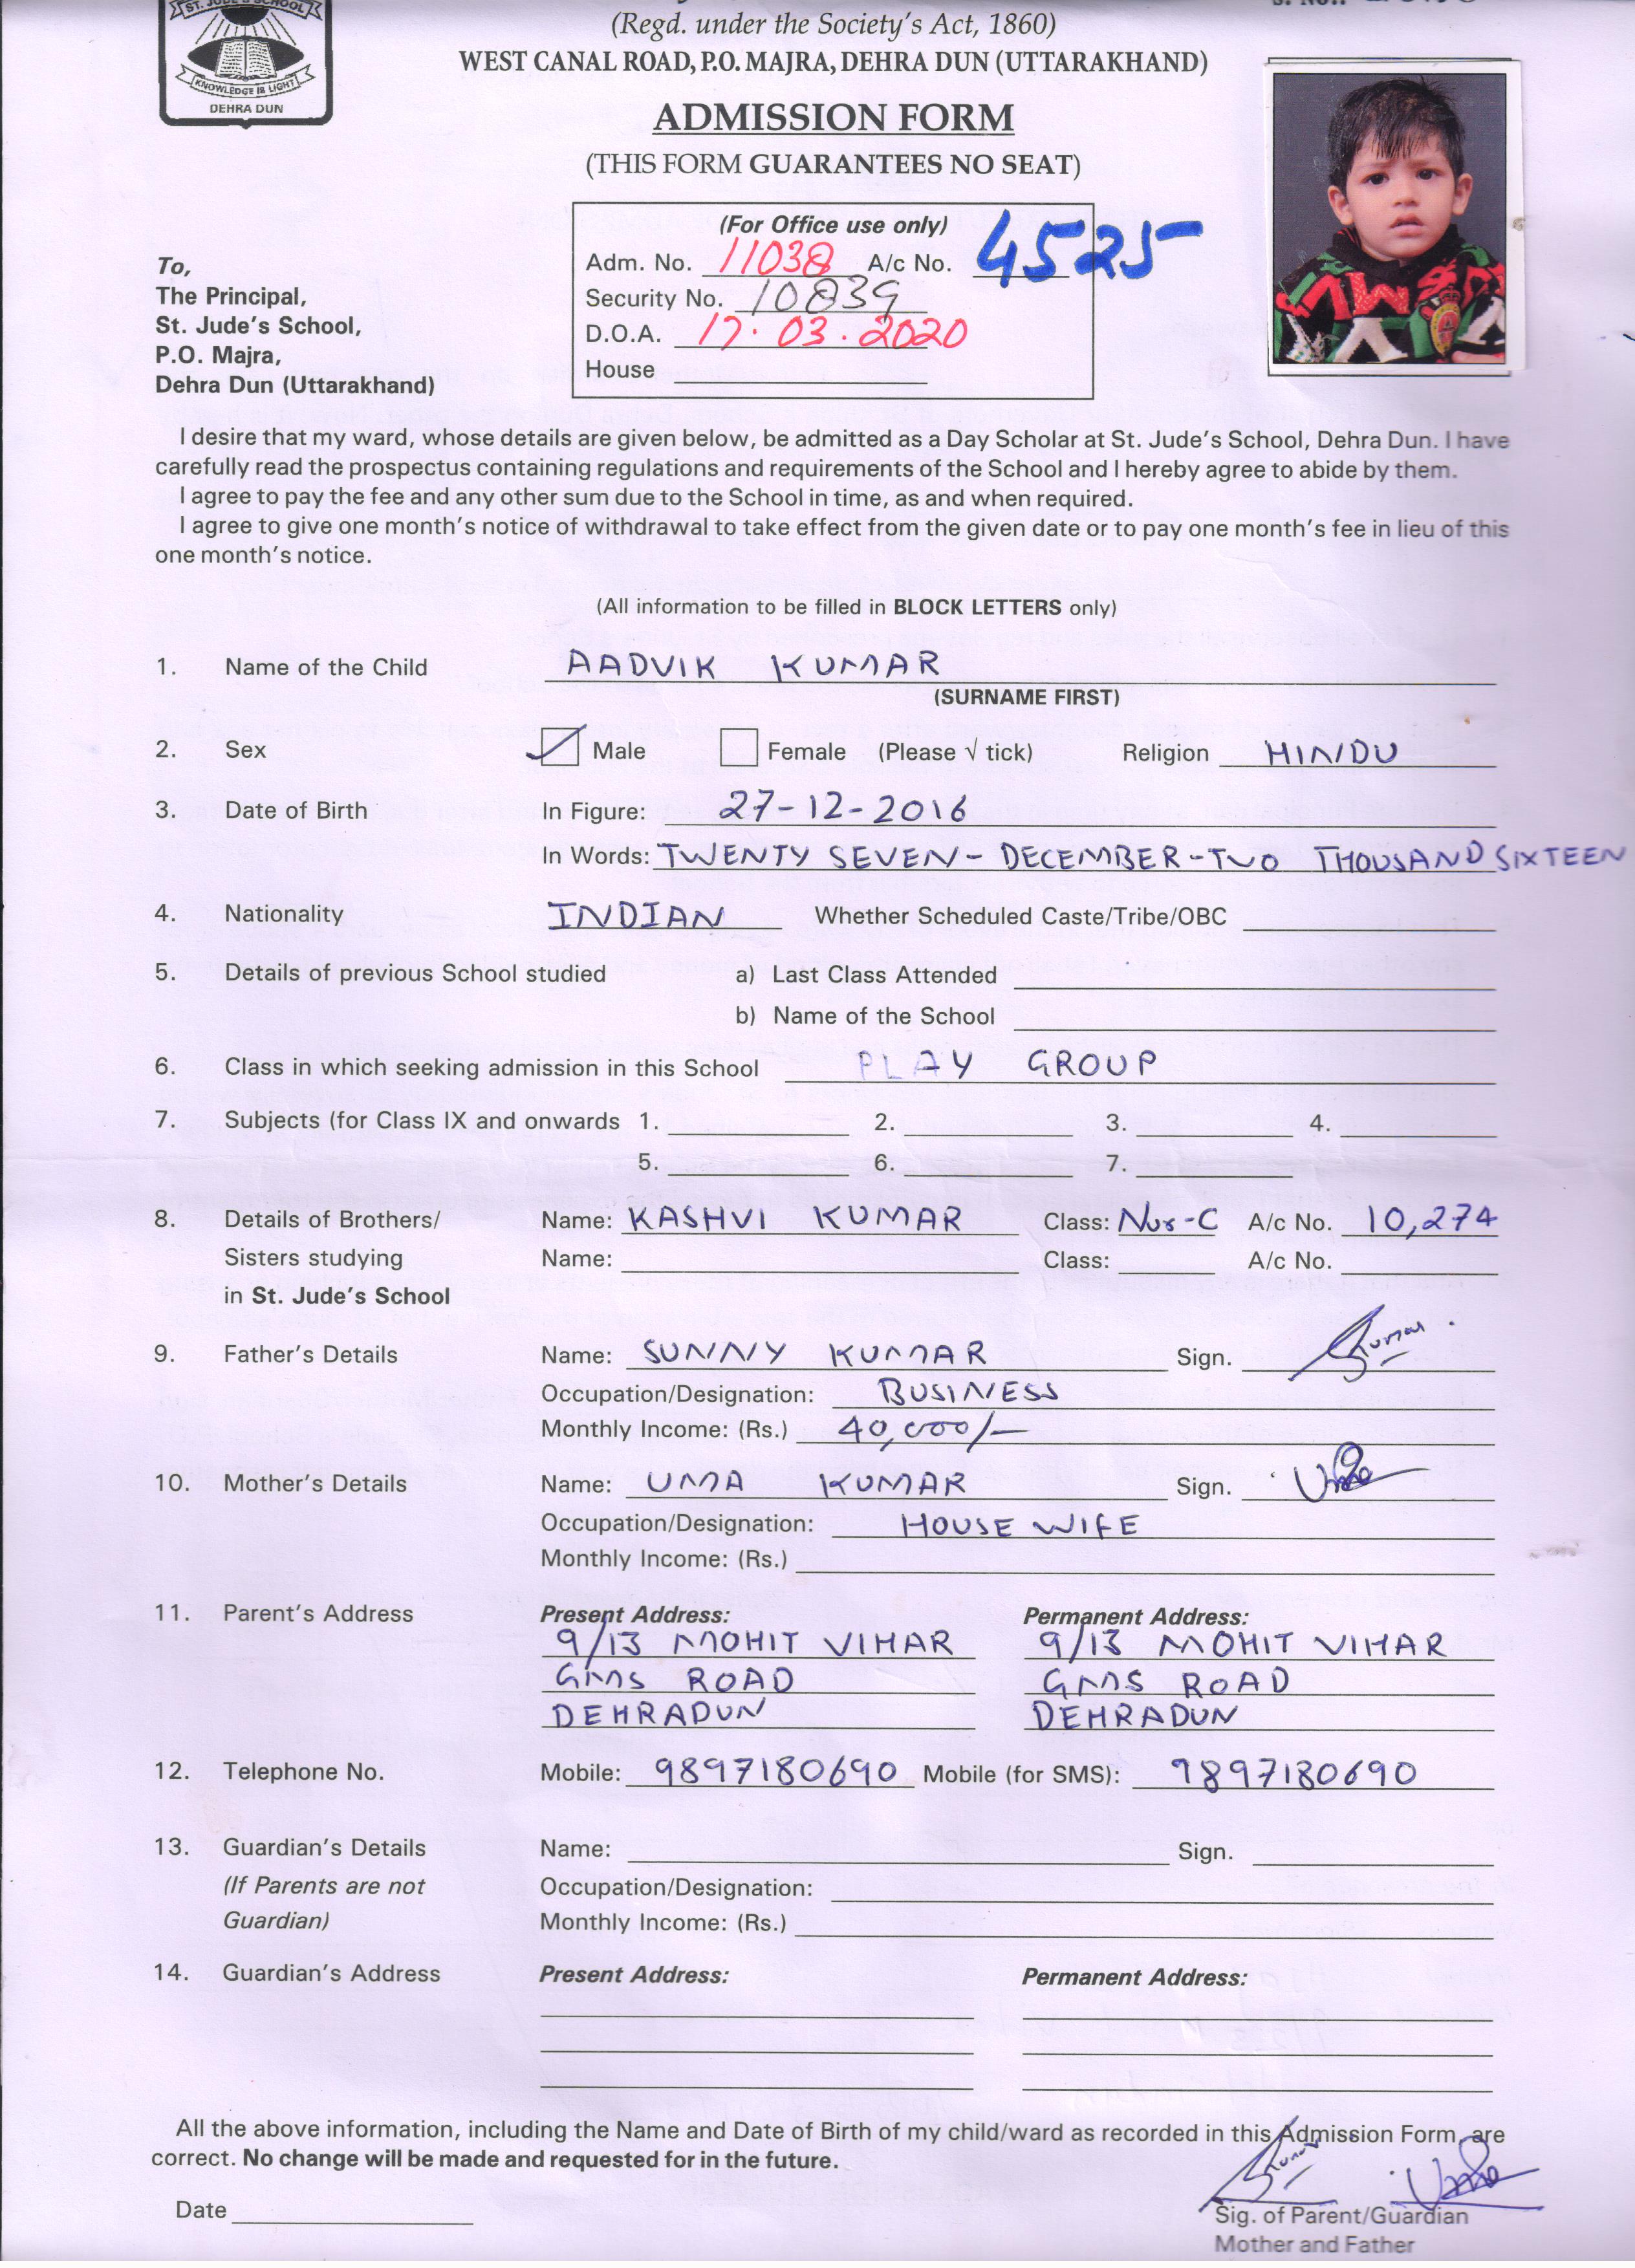 ST. JUDE'S SCHOOL
KNOWLEDGE IS LIGHT
DEHRA DUN
(Regd. under the Society's Act, 1860)
WEST CANAL ROAD, P.O. MAJRA, DEHRA DUN (UTTARAKHAND)
ADMISSION FORM
(THIS FORM GUARANTEES NO SEAT)
(For Office use only)
Adm. No. 11038 A/c No. 4525
Security No. 10839
D.O.A. 17.03.2020
House
To,
The Principal,
St. Jude's School,
P.O. Majra,
Dehra Dun (Uttarakhand)
I desire that my ward, whose details are given below, be admitted as a Day Scholar at St. Jude's School, Dehra Dun. I have
carefully read the prospectus containing regulations and requirements of the School and I hereby agree to abide by them.
I agree to pay the fee and any other sum due to the School in time, as and when required.
I agree to give one month's notice of withdrawal to take effect from the given date or to pay one month's fee in lieu of this
one month's notice.
(All information to be filled in BLOCK LETTERS only)
1. Name of the Child AADVIK KUMAR
(SURNAME FIRST)
2. Sex Male Female (Please √ tick) Religion HINDU
3. Date of Birth In Figure: 27-12-2016
In Words: TWENTY SEVEN - DECEMBER - TWO THOUSAND SIXTEEN
4. Nationality INDIAN Whether Scheduled Caste/Tribe/OBC
5. Details of previous School studied a) Last Class Attended
b) Name of the School
6. Class in which seeking admission in this School PLAY GROUP
7. Subjects (for Class IX and onwards 1. 2. 3. 4.
5. 6. 7.
8. Details of Brothers/ Name: KASHVI KUMAR Class: Nur-C A/c No. 10,274
Sisters studying Name: Class: A/c No.
in St. Jude's School
9. Father's Details Name: SUNNY KUMAR Sign. Kumar
Occupation/Designation: BUSINESS
Monthly Income: (Rs.) 40,000/-
10. Mother's Details Name: UMA KUMAR Sign.
Occupation/Designation: HOUSE WIFE
Monthly Income: (Rs.)
11. Parent's Address Present Address: Permanent Address:
9/13 MOHIT VIHAR 9/13 MOHIT VIHAR
GMS ROAD GMS ROAD
DEHRADUN DEHRADUN
12. Telephone No. Mobile: 9897180690 Mobile (for SMS): 9897180690
13. Guardian's Details Name: Sign.
(If Parents are not Occupation/Designation:
Guardian) Monthly Income: (Rs.)
14. Guardian's Address Present Address: Permanent Address:
All the above information, including the Name and Date of Birth of my child/ward as recorded in this Admission Form, are
correct. No change will be made and requested for in the future.
Date
Sig. of Parent/Guardian
Mother and Father